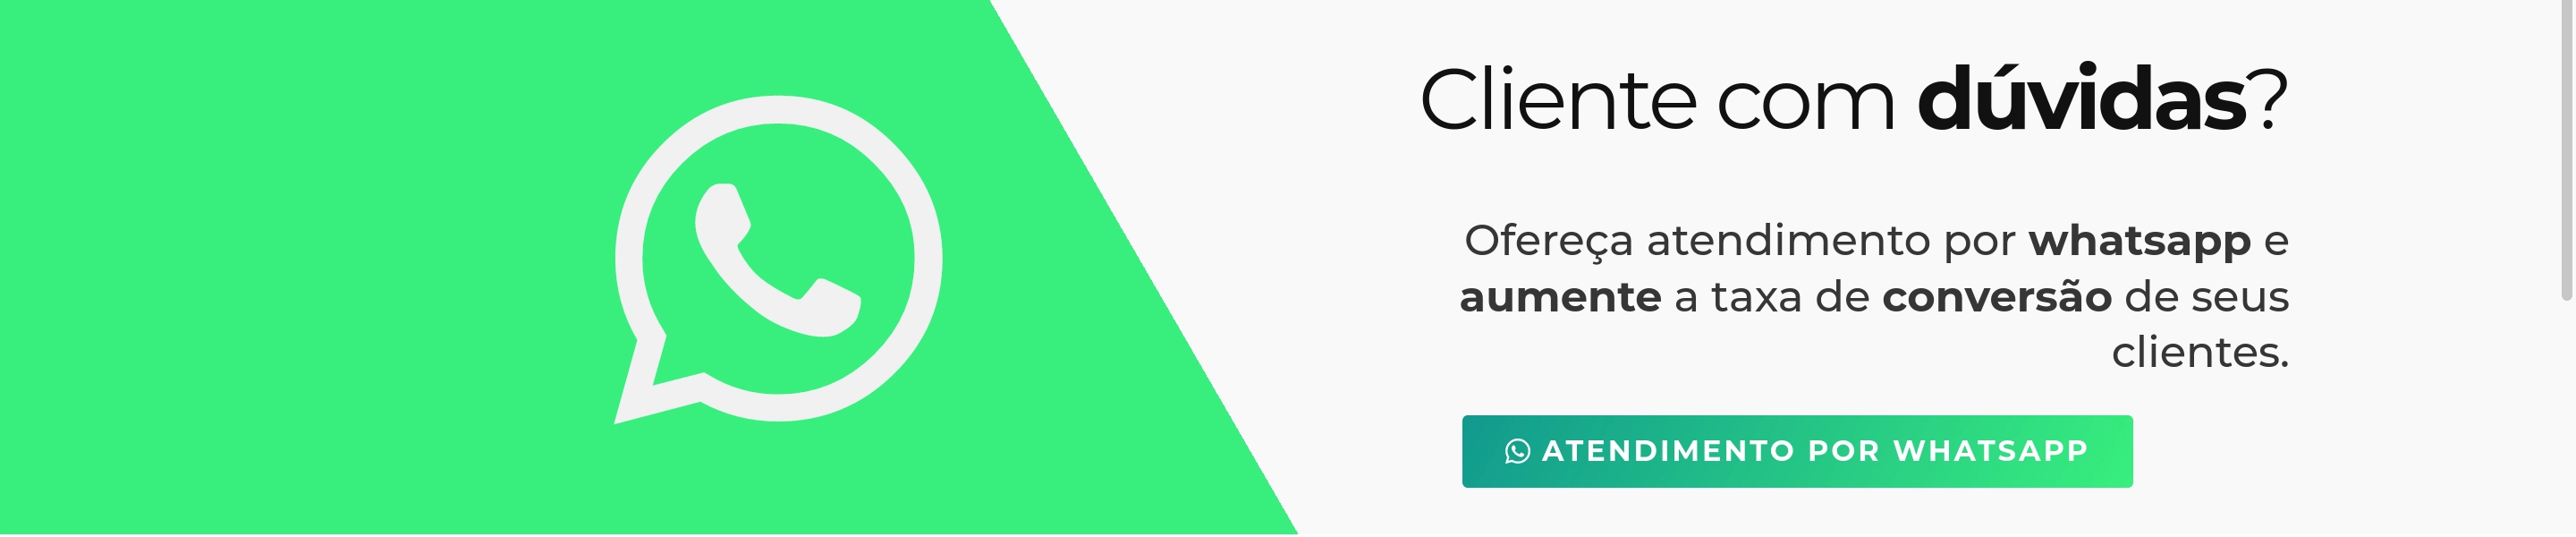 Cliente com dúvidas?
Ofereça atendimento por whatsapp e
aumente a taxa de conversão de seus
clientes.
ATENDIMENTO POR WHATSAPP